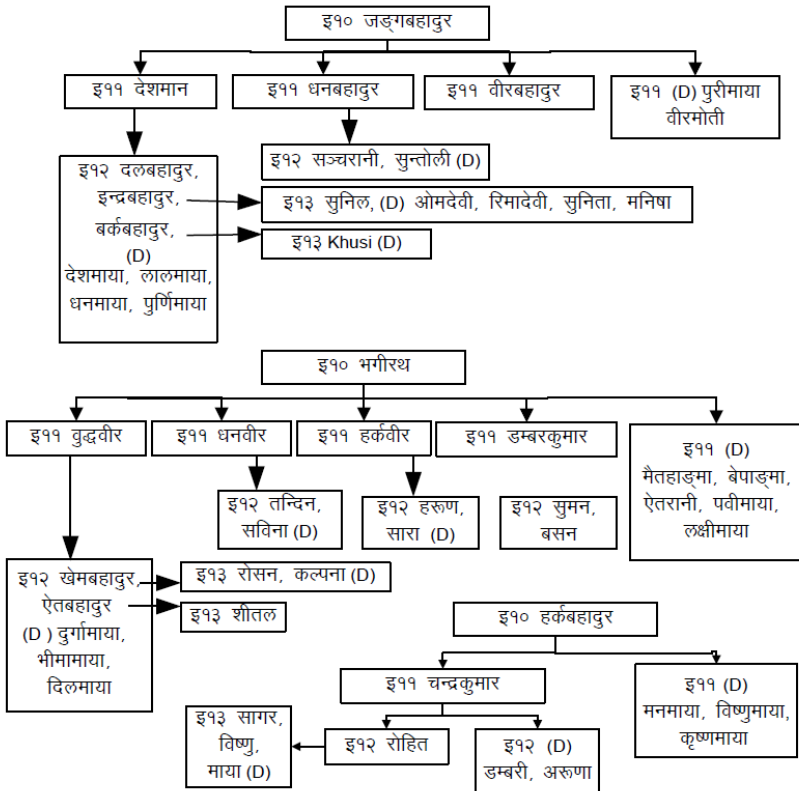 इ१० जङ्गबहादुर
इ११ देशमान
इ११ धनबहादुर
इ११ वीरबहादुर
इ११ (D) पुरीमाया
वीरमोती
इ१२ सञ्चरानी, सुन्तोली (D)
इ१२ दलबहादुर,
इन्द्रबहादुर,
बर्कबहादुर,
(D)
देशमाया, लालमाया,
धनमाया, पुर्णिमाया
इ१३ सुनिल, (D) ओमदेवी, रिमादेवी, सुनिता, मनिषा
इ१३ Khusi (D)
इ१० भगीरथ
इ११ वुद्धवीर
इ११ धनवीर
इ११ हर्कवीर
इ११ डम्बरकुमार
इ११ (D)
मैतहाङ्मा, बेपाङ्मा,
ऐतरानी, पवीमाया,
लक्षीमाया
इ१२ तन्दिन,
सविना (D)
इ१२ हरूण,
सारा (D)
इ१२ सुमन,
बसन
इ१२ खेमबहादुर,
ऐतबहादुर
(D ) दुर्गामाया,
भीमामाया,
दिलमाया
इ१३ रोसन, कल्पना (D)
इ१३ शीतल
इ१० हर्कबहादुर
इ११ चन्द्रकुमार
इ११ (D)
मनमाया, विष्णुमाया,
कृष्णमाया
इ१३ सागर,
विष्णु,
माया (D)
इ१२ रोहित
इ१२ (D)
डम्बरी, अरूणा